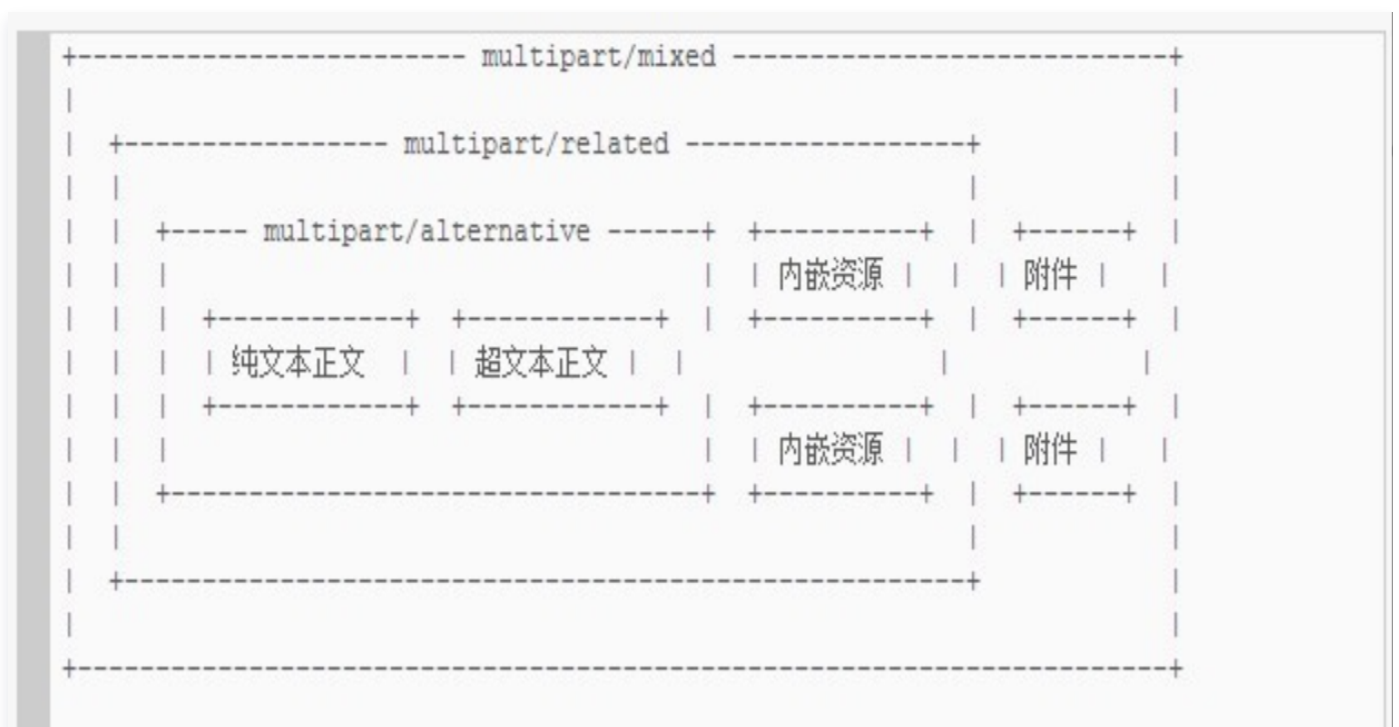 +------------------------- multipart/mixed ----------------------------+
|                                                                      |
|  +----------------- multipart/related ------------------+            |
|  |                                                      |            |
|  |  +----- multipart/alternative ------+  +----------+  |  +------+  |
|  |  |                                  |  | 内嵌资源 |  |  | 附件 |  |
|  |  |  +------------+  +------------+  |  +----------+  |  +------+  |
|  |  |  | 纯文本正文  |  | 超文本正文 |  |                |            |
|  |  |  +------------+  +------------+  |  +----------+  |  +------+  |
|  |  |                                  |  | 内嵌资源 |  |  | 附件 |  |
|  |  +----------------------------------+  +----------+  |  +------+  |
|  |                                                      |            |
|  +------------------------------------------------------+            |
|                                                                      |
+----------------------------------------------------------------------+